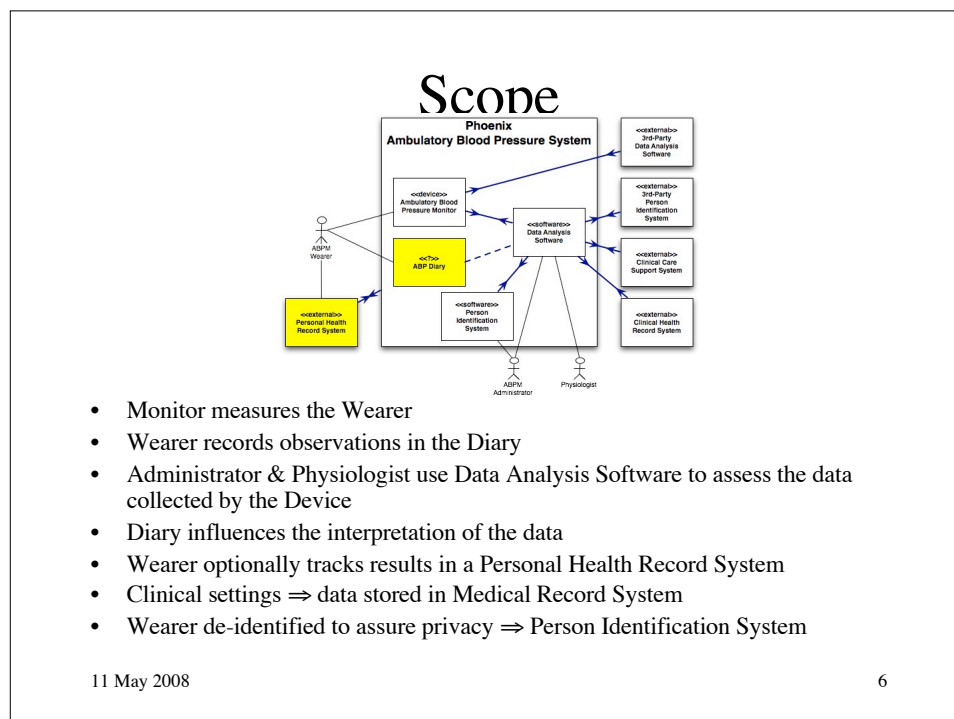 Scope
Phoenix
Ambulatory Blood Pressure System
<<external>>
3rd-Party
Data Analysis
Software
<<device>>
Ambulatory Blood
Pressure Monitor
<<external>>
3rd-Party
Person
Identification
System
<<software>>
Data Analysis
Software
ABPM
Wearer
<<?>>
ABP Diary
<<external>>
Clinical Care
Support System
<<external>>
Personal Health
Record System
<<software>>
Person
Identification
System
<<external>>
Clinical Health
Record System
ABPM
Administrator
Physiologist
• Monitor measures the Wearer
• Wearer records observations in the Diary
• Administrator & Physiologist use Data Analysis Software to assess the data
collected by the Device
• Diary influences the interpretation of the data
• Wearer optionally tracks results in a Personal Health Record System
• Clinical settings ⇒ data stored in Medical Record System
• Wearer de-identified to assure privacy ⇒ Person Identification System
11 May 2008
6